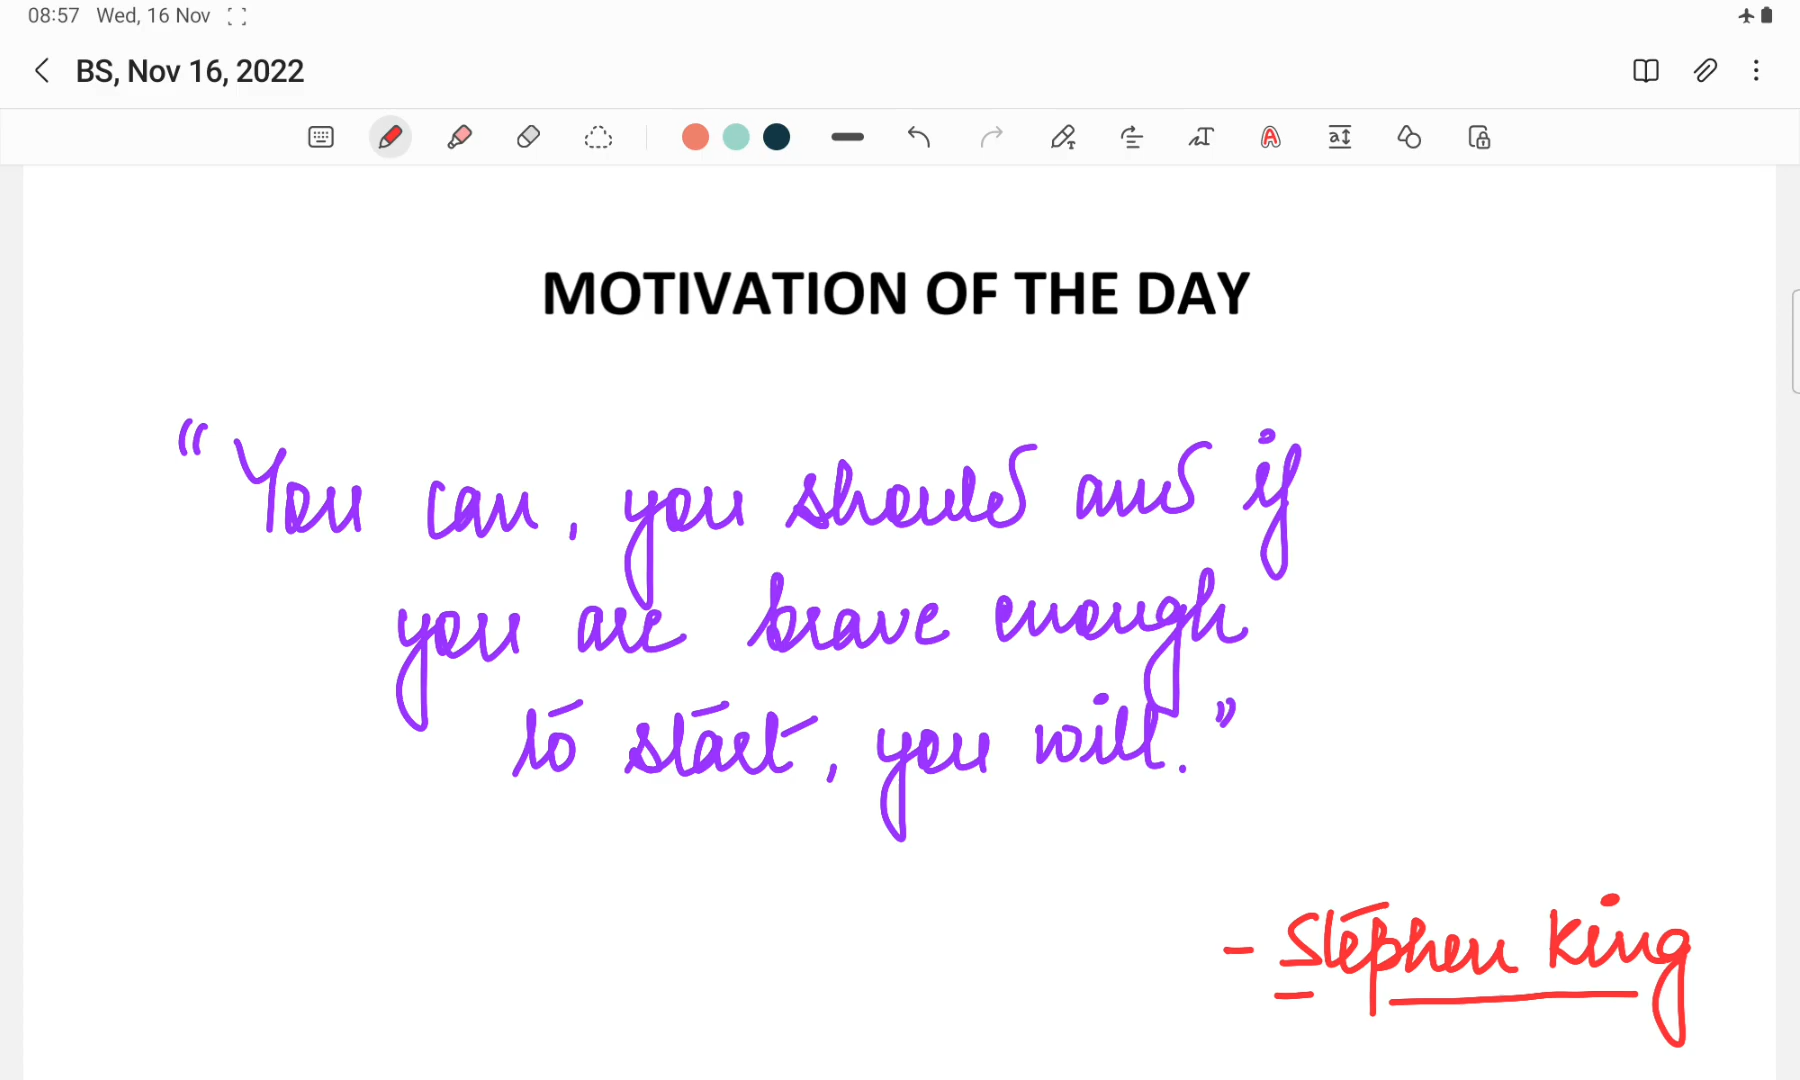 08:57 Wed, 16 Nov
BS, Nov 16, 2022
MOTIVATION OF THE DAY
“You can, you should and if
you are brave enough
to start, you will.”
- Stephen King